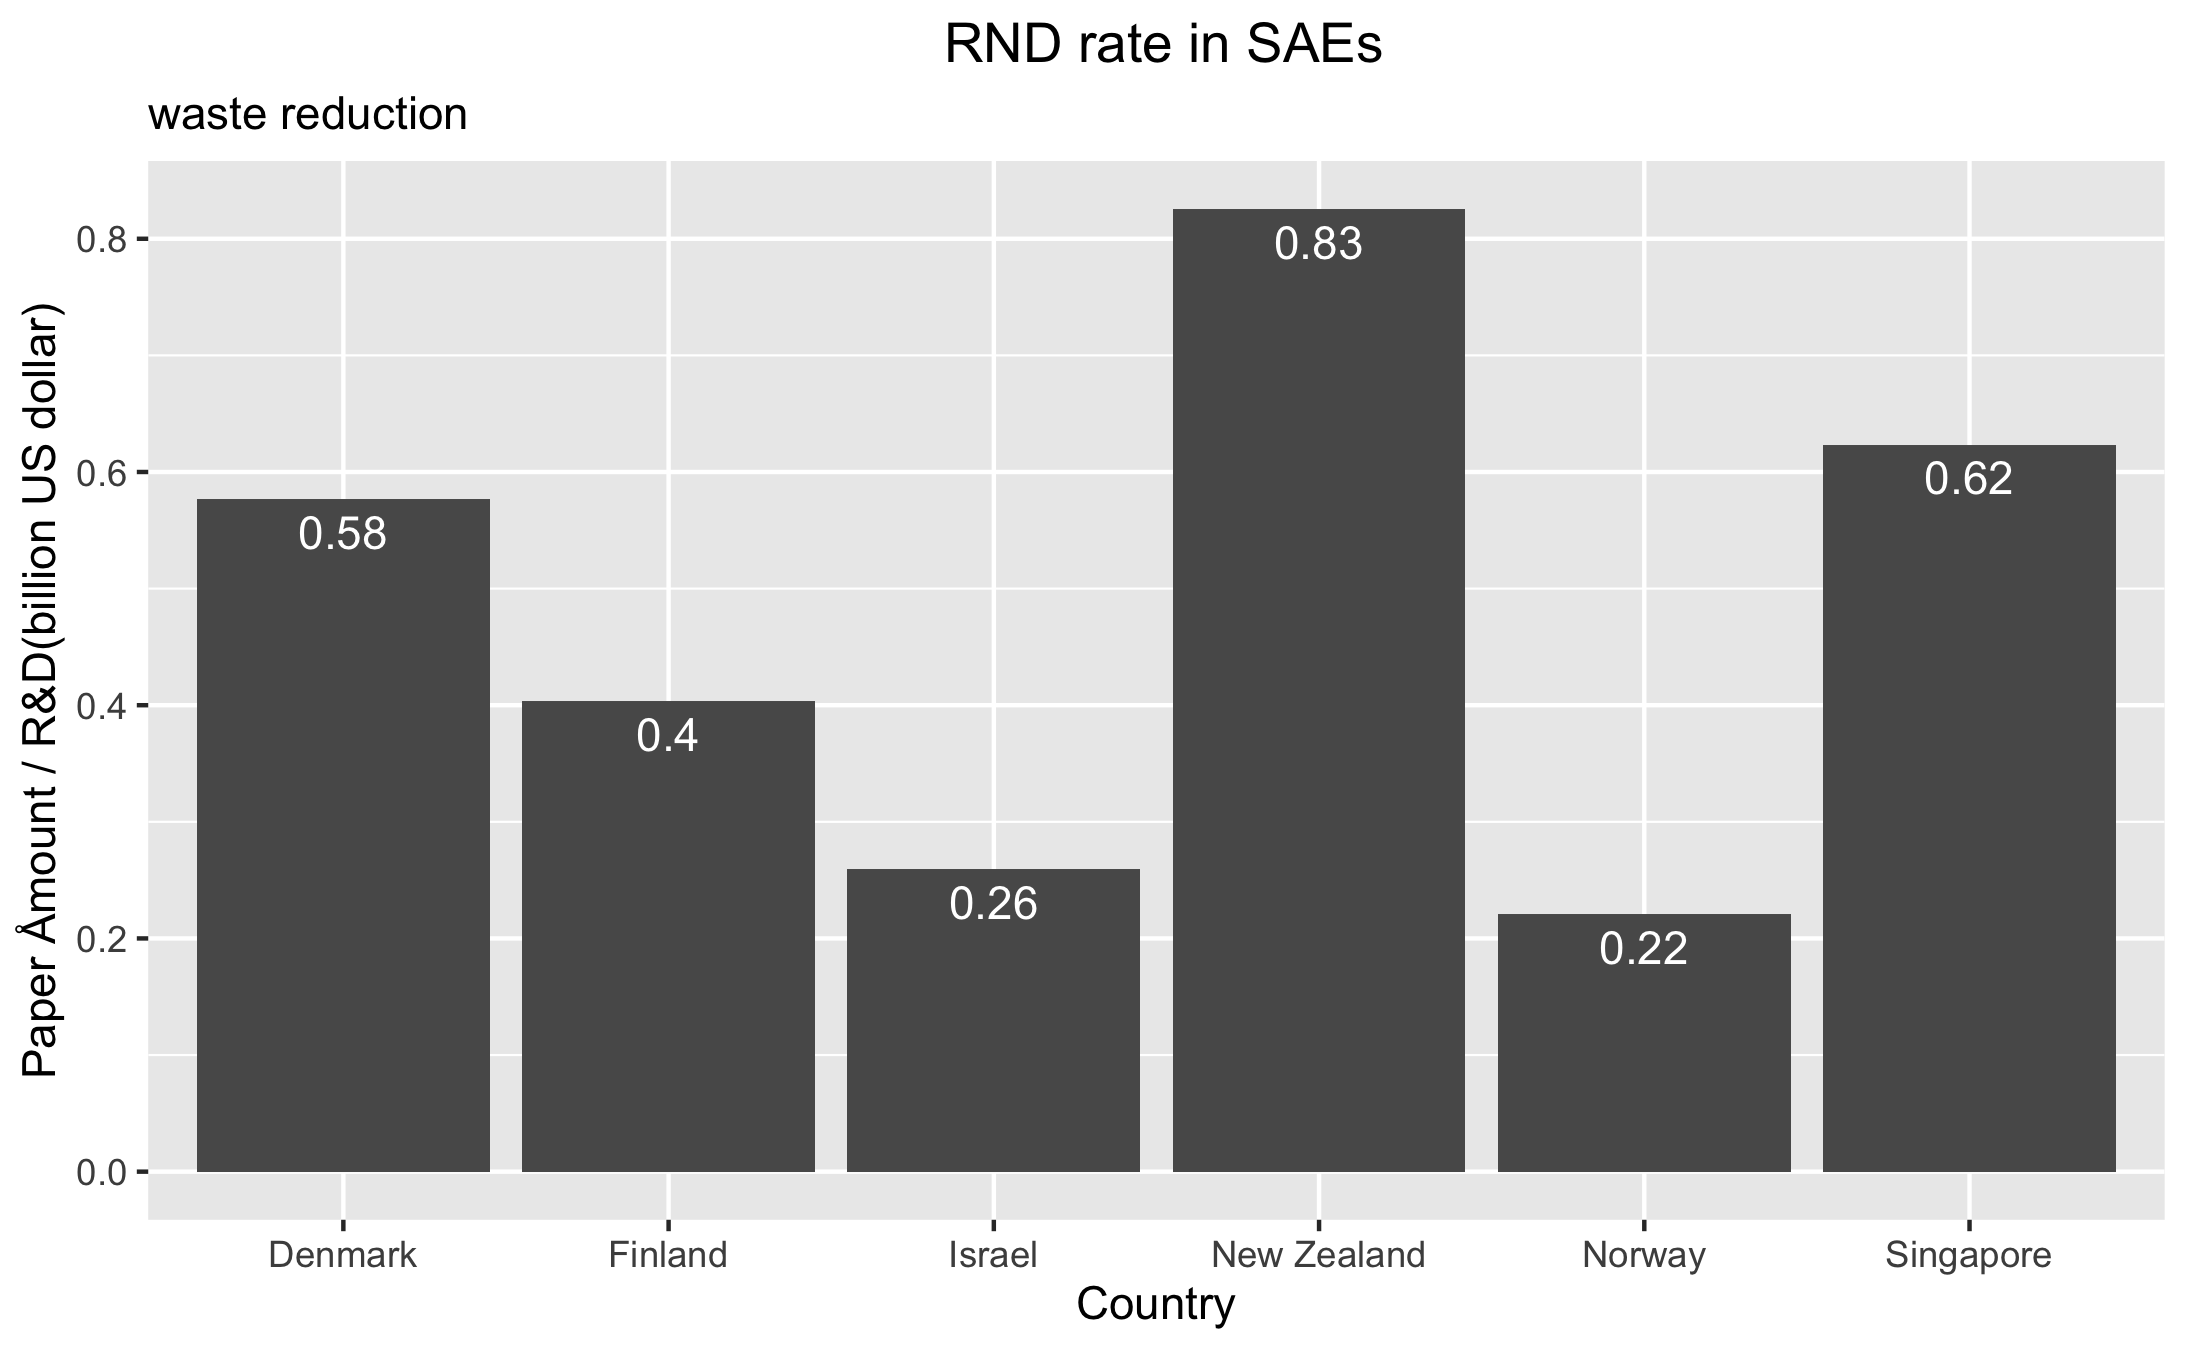 RND rate in SAEs
waste reduction
Paper Åmount / R&D(billion US dollar)
0.8
0.6
0.4
0.2
0.0
0.58
0.4
0.26
0.83
0.22
0.62
Denmark
Finland
Israel
New Zealand
Norway
Singapore
Country